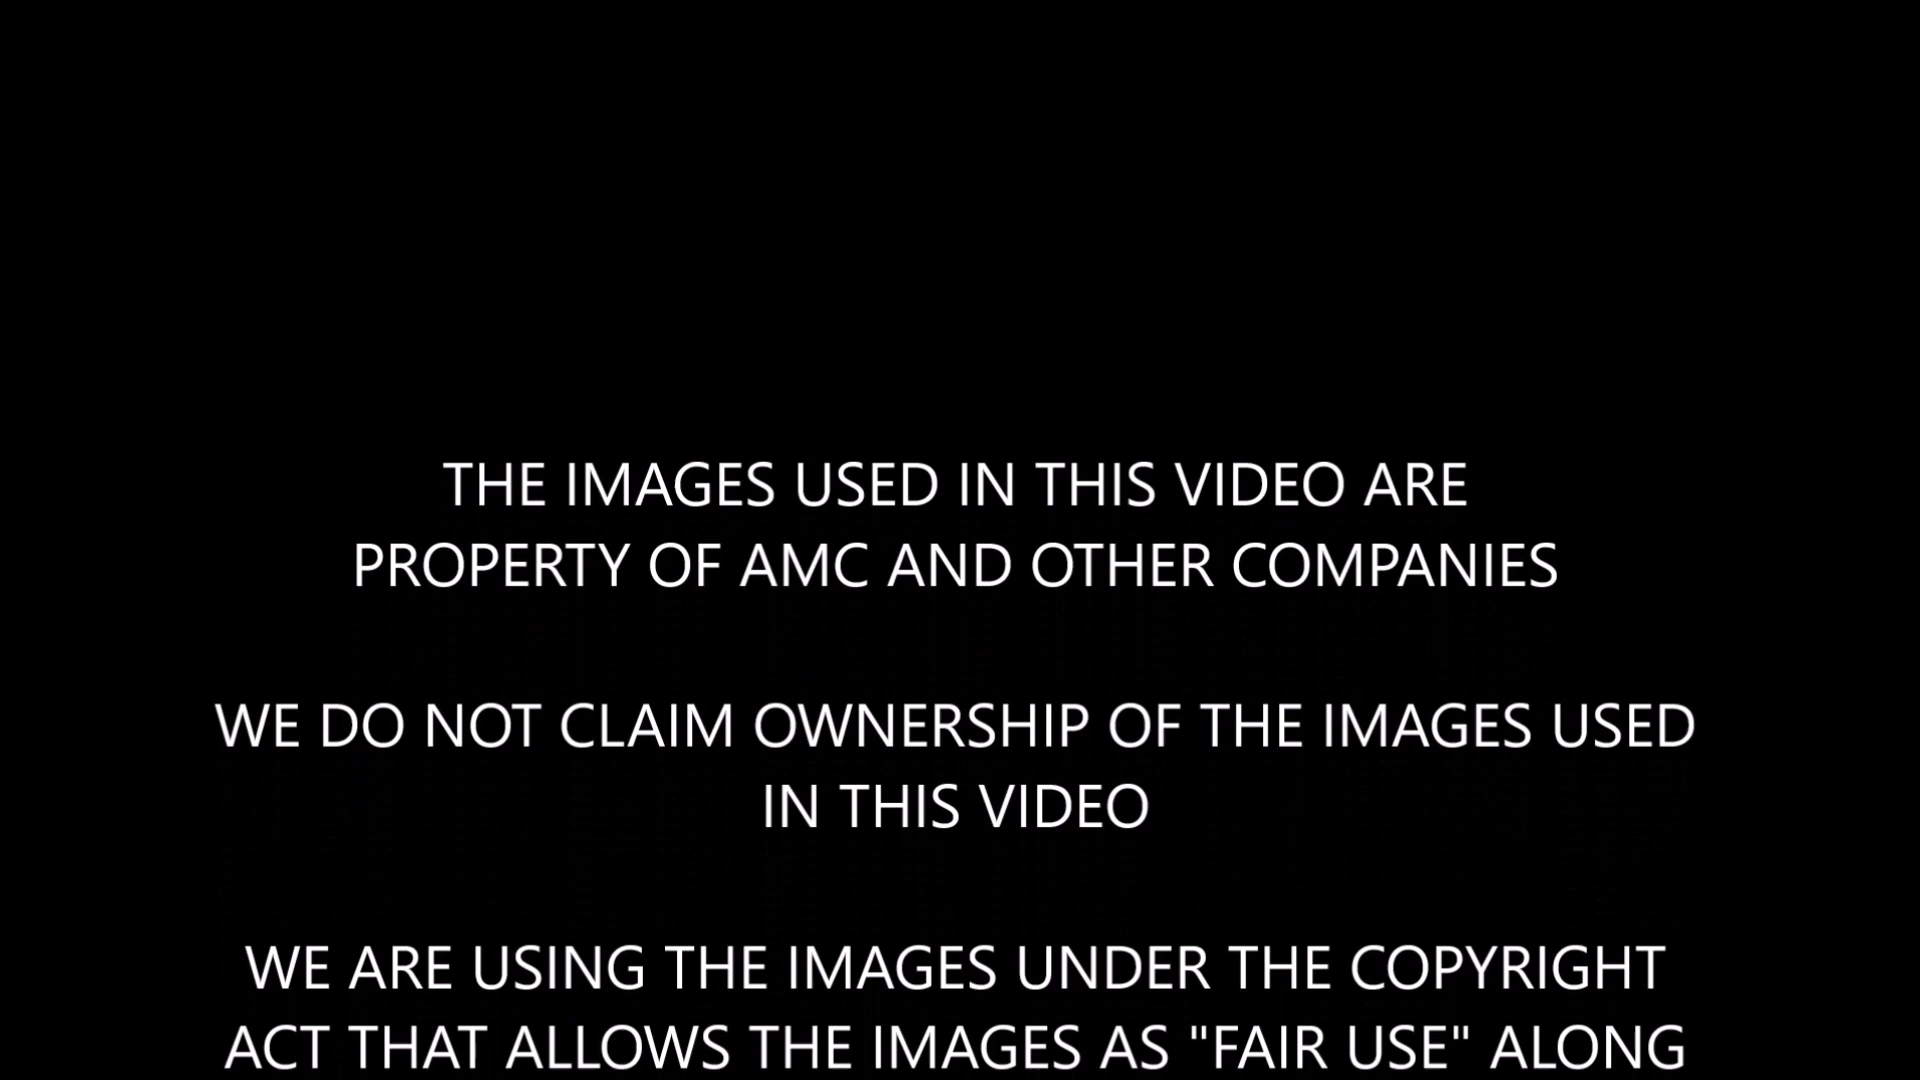 THE IMAGES USED IN THIS VIDEO ARE
PROPERTY OF AMC AND OTHER COMPANIES
WE DO NOT CLAIM OWNERSHIP OF THE IMAGES USED
IN THIS VIDEO
WE ARE USING THE IMAGES UNDER THE COPYRIGHT
ACT THAT ALLOWS THE IMAGES AS "FAIR USE" ALONG